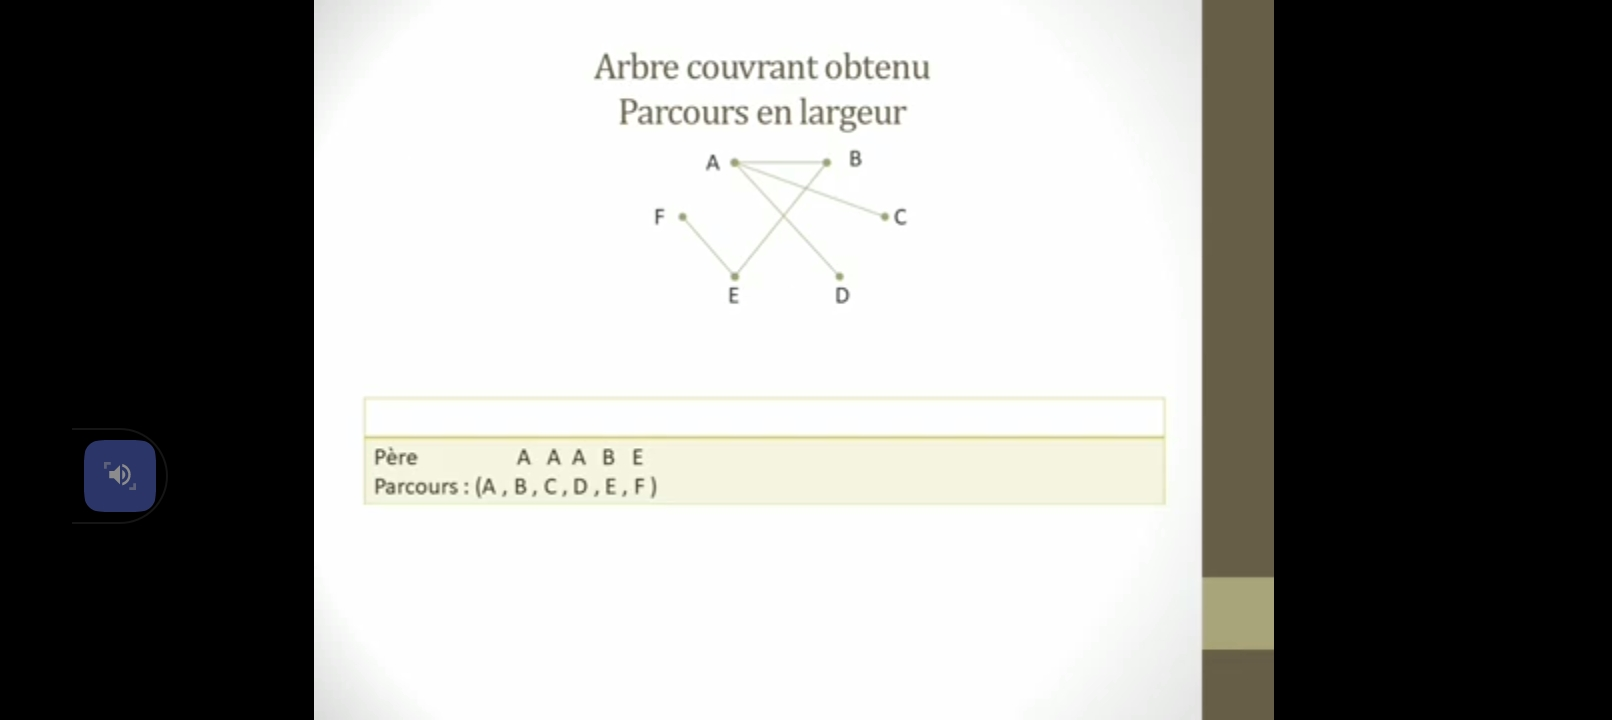 Arbre couvrant obtenu
Parcours en largeur
A
B
F
C
E
D
Père A A A B E
Parcours : (A , B , C , D , E , F )